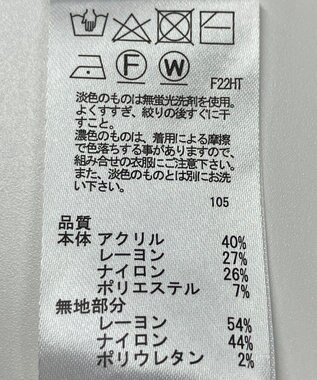 F W
F22HT
淡色のものは無蛍光洗剤を使用。
よくすすぎ、絞りの後すぐに干
すこと。
濃色のものは、着用による摩擦
で色落ちする事がありますので、
組み合せの衣服にご注意下さい。
また、淡色のものとは別にお洗
い下さい。
105
品質
本体 アクリル 40%
レーヨン 27%
ナイロン 26%
ポリエステル 7%
無地部分
レーヨン 54%
ナイロン 44%
ポリウレタン 2%